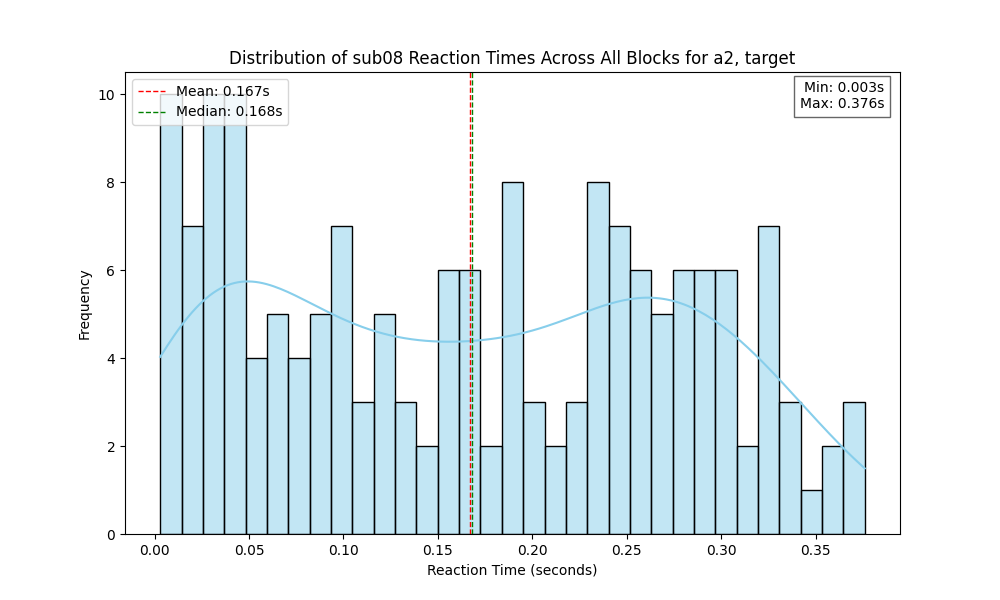 Distribution of sub08 Reaction Times Across All Blocks for a2, target
Mean: 0.167s
Median: 0.168s
Min: 0.003s
Max: 0.376s
10
8
6
4
2
0
Frequency
0.00 0.05 0.10 0.15 0.20 0.25 0.30 0.35
Reaction Time (seconds)